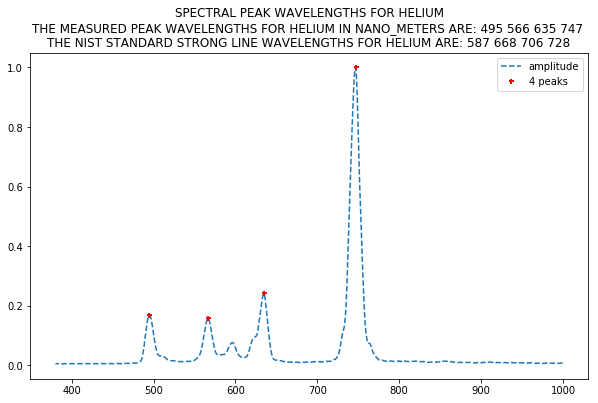 SPECTRAL PEAK WAVELENGTHS FOR HELIUM
THE MEASURED PEAK WAVELENGTHS FOR HELIUM IN NANO_METERS ARE: 495 566 635 747
THE NIST STANDARD STRONG LINE WAVELENGTHS FOR HELIUM ARE: 587 668 706 728
amplitude
4 peaks
1.0
0.8
0.6
0.4
0.2
0.0
400 500 600 700 800 900 1000